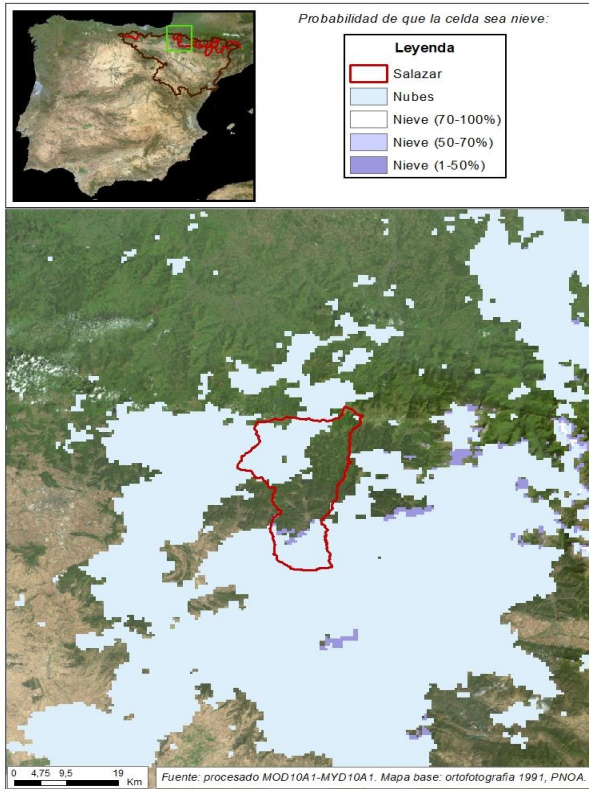 Probabilidad de que la celda sea nieve:
Leyenda
Salazar
Nubes
Nieve (70-100%)
Nieve (50-70%)
Nieve (1-50%)
0 4,75 9,5 19
Km
Fuente: procesado MOD10A1-MYD10A1. Mapa base: ortofotografia 1991, PNOA.